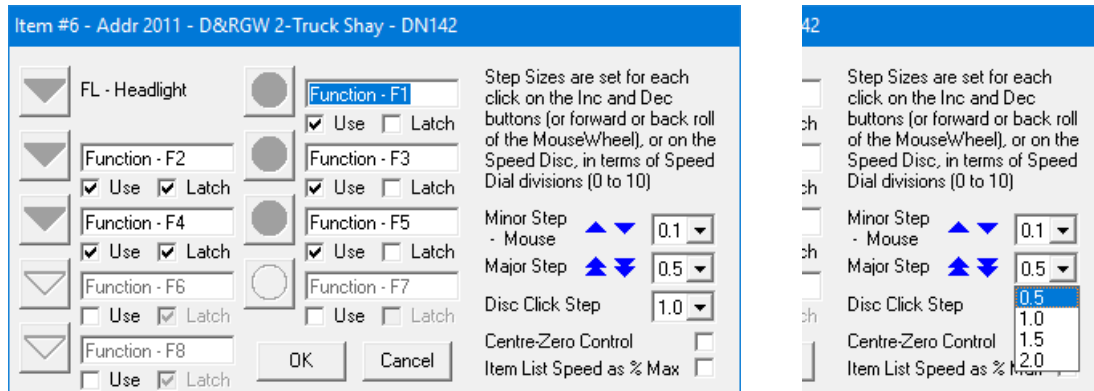 Item #6 - Addr 2011 - D&RGW 2-Truck Shay - DN142
FL - Headlight
Function - F1
Use Latch
Function - F2
Use Latch
Function - F3
Use Latch
Function - F4
Use Latch
Function - F5
Use Latch
Function - F6
Use Latch
Function - F7
Use Latch
Function - F8
Use Latch
OK Cancel
Step Sizes are set for each
click on the Inc and Dec
buttons (or forward or back roll
of the MouseWheel), or on the
Speed Disc, in terms of Speed
Dial divisions (0 to 10)
Minor Step
- Mouse
0.1
Major Step 0.5
Disc Click Step 1.0
Centre-Zero Control
Item List Speed as % Max
42
ch
ch
ch
ch
Step Sizes are set for each
click on the Inc and Dec
buttons (or forward or back roll
of the MouseWheel), or on the
Speed Disc, in terms of Speed
Dial divisions (0 to 10)
Minor Step
- Mouse
0.1
Major Step 0.5
Disc Click Step
0.5
1.0
1.5
2.0
Centre-Zero Control
Item List Speed as %